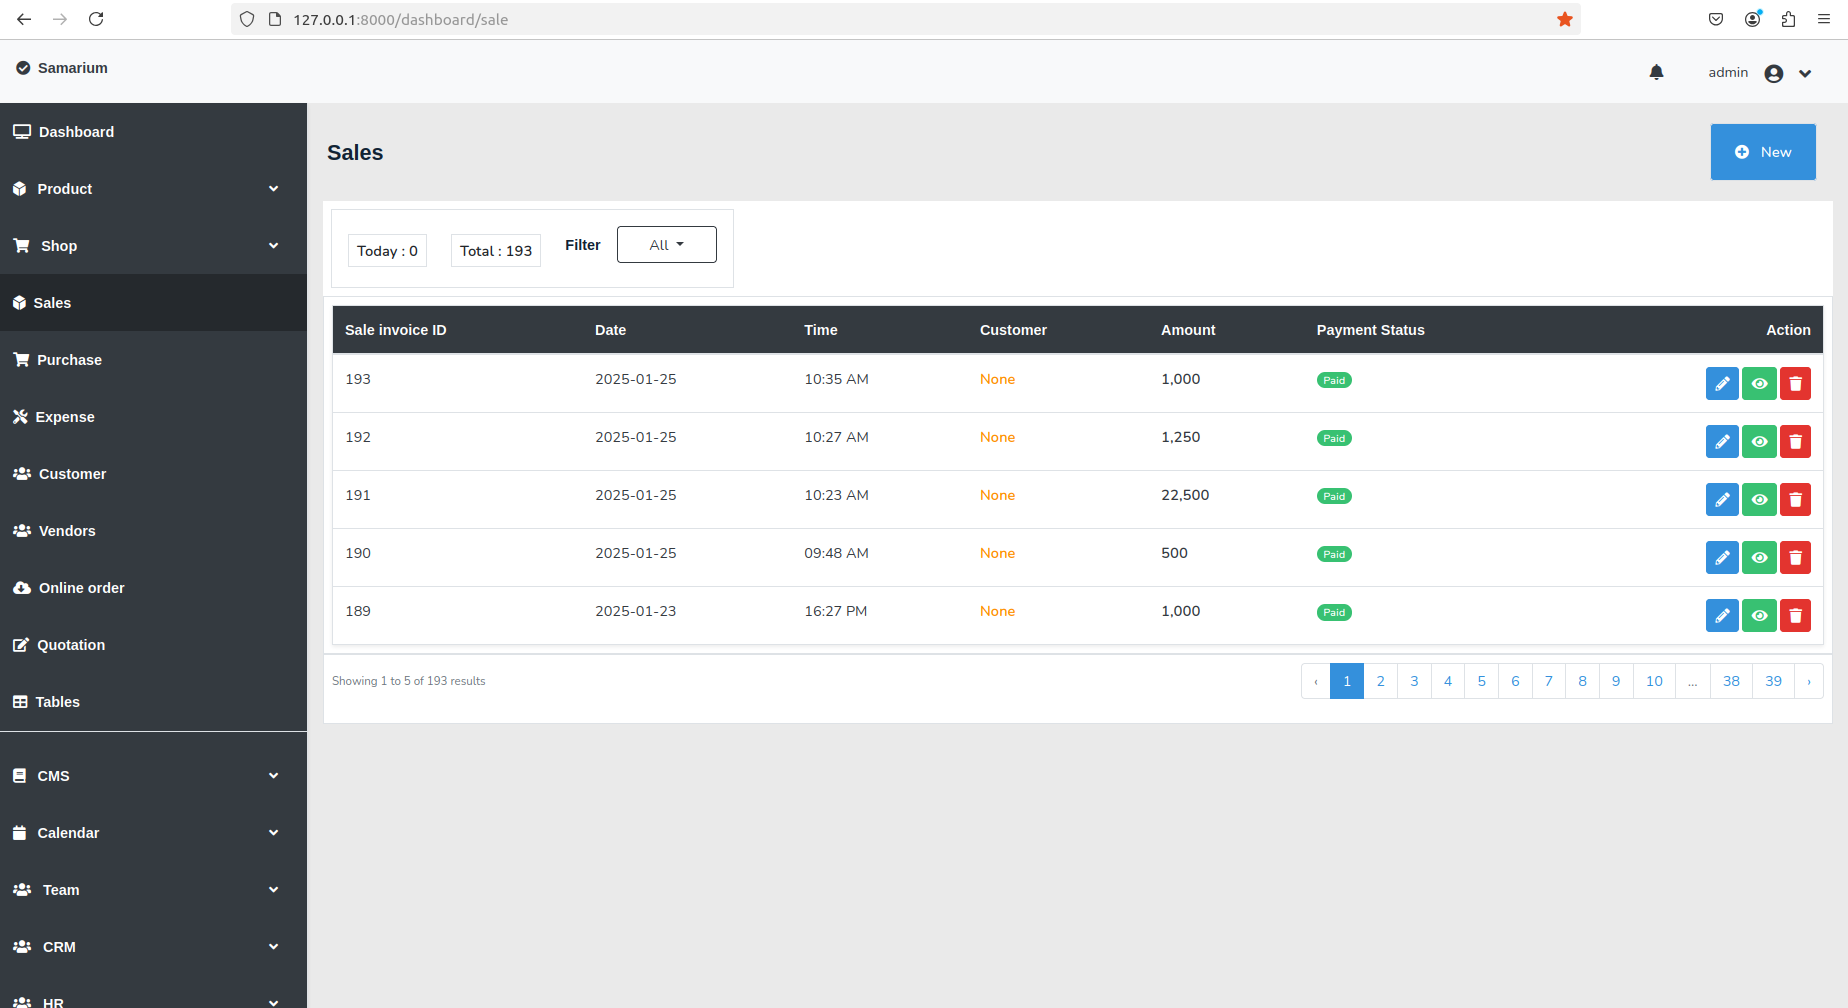 127.0.0.1:8000/dashboard/sale
Samarium
admin
Dashboard
Product
Shop
Sales
Purchase
Expense
Customer
Vendors
Online order
Quotation
Tables
CMS
Calendar
Team
CRM
HR
Sales
New
Today : 0 Total : 193 Filter All
Sale invoice ID Date Time Customer Amount Payment Status Action
193 2025-01-25 10:35 AM None 1,000 Paid
192 2025-01-25 10:27 AM None 1,250 Paid
191 2025-01-25 10:23 AM None 22,500 Paid
190 2025-01-25 09:48 AM None 500 Paid
189 2025-01-23 16:27 PM None 1,000 Paid
Showing 1 to 5 of 193 results ‹ 1 2 3 4 5 6 7 8 9 10 ... 38 39 ›